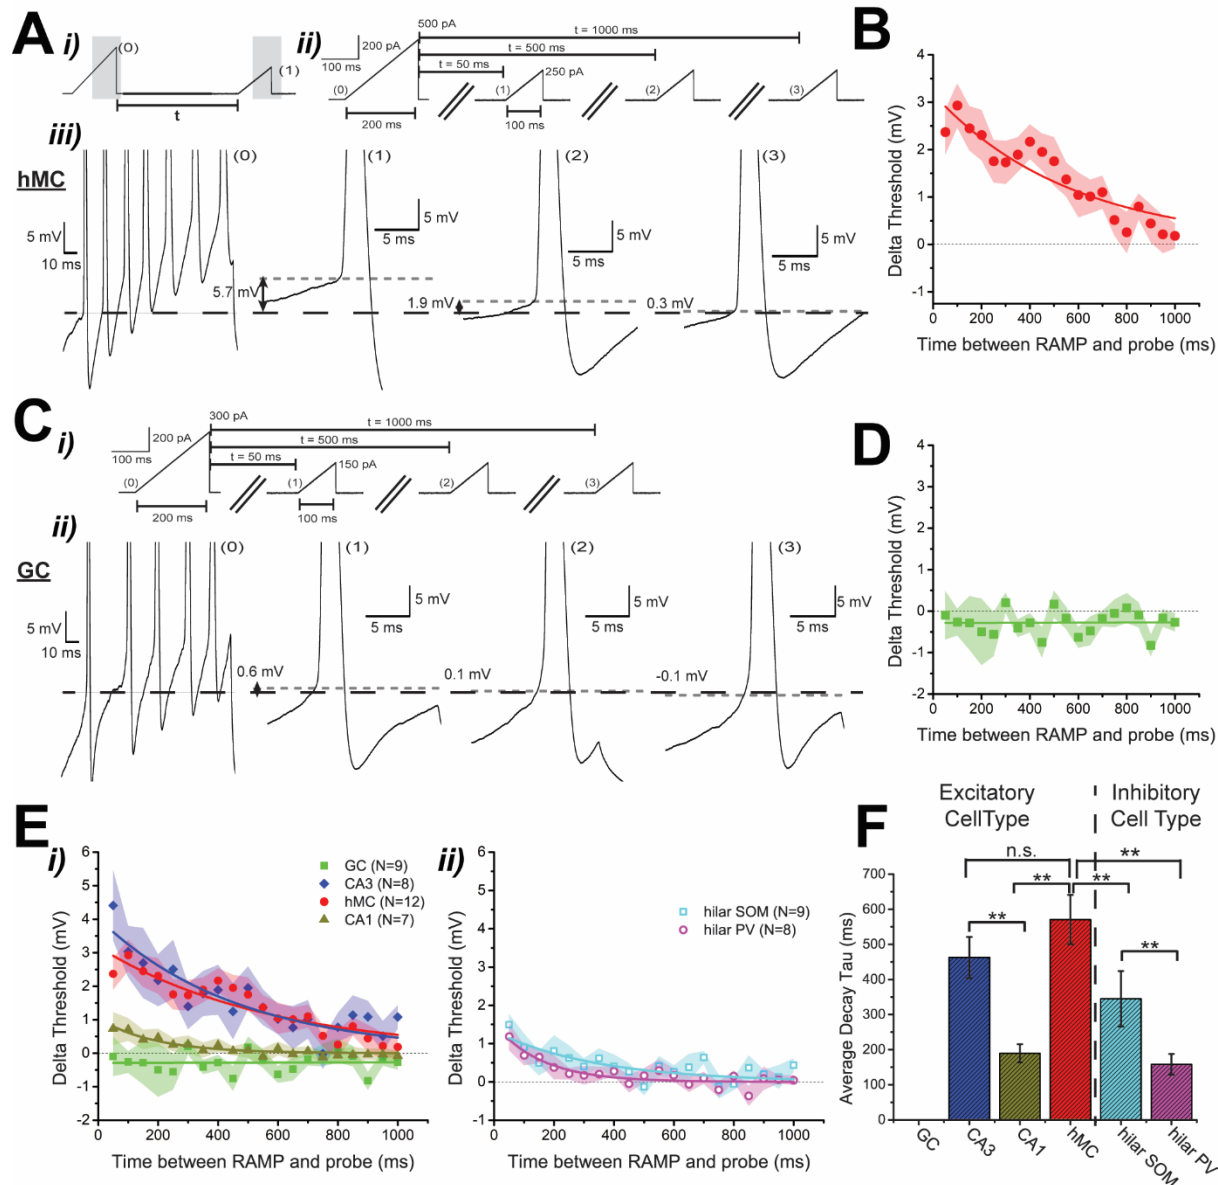 A
i)
(0)
(1)
t
ii)
500 pA
t = 1000 ms
200 pA
100 ms
t = 500 ms
t = 50 ms
250 pA
(0)
(1)
(2)
(3)
200 ms
100 ms
iii)
hMC
(0)
(1)
(2)
(3)
5 mV
10 ms
5 mV
5 ms
5 mV
5 ms
5 mV
5 ms
5.7 mV
1.9 mV
0.3 mV
B
Delta Threshold (mV)
4
3
2
1
0
-1
0 200 400 600 800 1000
Time between RAMP and probe (ms)
C
i)
300 pA
t = 1000 ms
200 pA
100 ms
t = 500 ms
t = 50 ms
150 pA
(0)
(1)
(2)
(3)
200 ms
100 ms
ii)
GC
(0)
(1)
(2)
(3)
5 mV
10 ms
5 mV
5 ms
5 mV
5 ms
5 mV
5 ms
0.6 mV
0.1 mV
-0.1 mV
D
Delta Threshold (mV)
4
3
2
1
0
-1
-2
0 200 400 600 800 1000
Time between RAMP and probe (ms)
E
i)
Delta Threshold (mV)
6
5
4
3
2
1
0
-1
-2
GC (N=9)
CA3 (N=8)
hMC (N=12)
CA1 (N=7)
0 200 400 600 800 1000
Time between RAMP and probe (ms)
ii)
Delta Threshold (mV)
6
5
4
3
2
1
0
-1
hilar SOM (N=9)
hilar PV (N=8)
0 200 400 600 800 1000
Time between RAMP and probe (ms)
F
Excitatory
CellType
Inhibitory
Cell Type
n.s.
**
**
**
**
**
Average Decay Tau (ms)
700
600
500
400
300
200
100
0
GC
CA3
CA1
hMC
hilar SOM
hilar PV